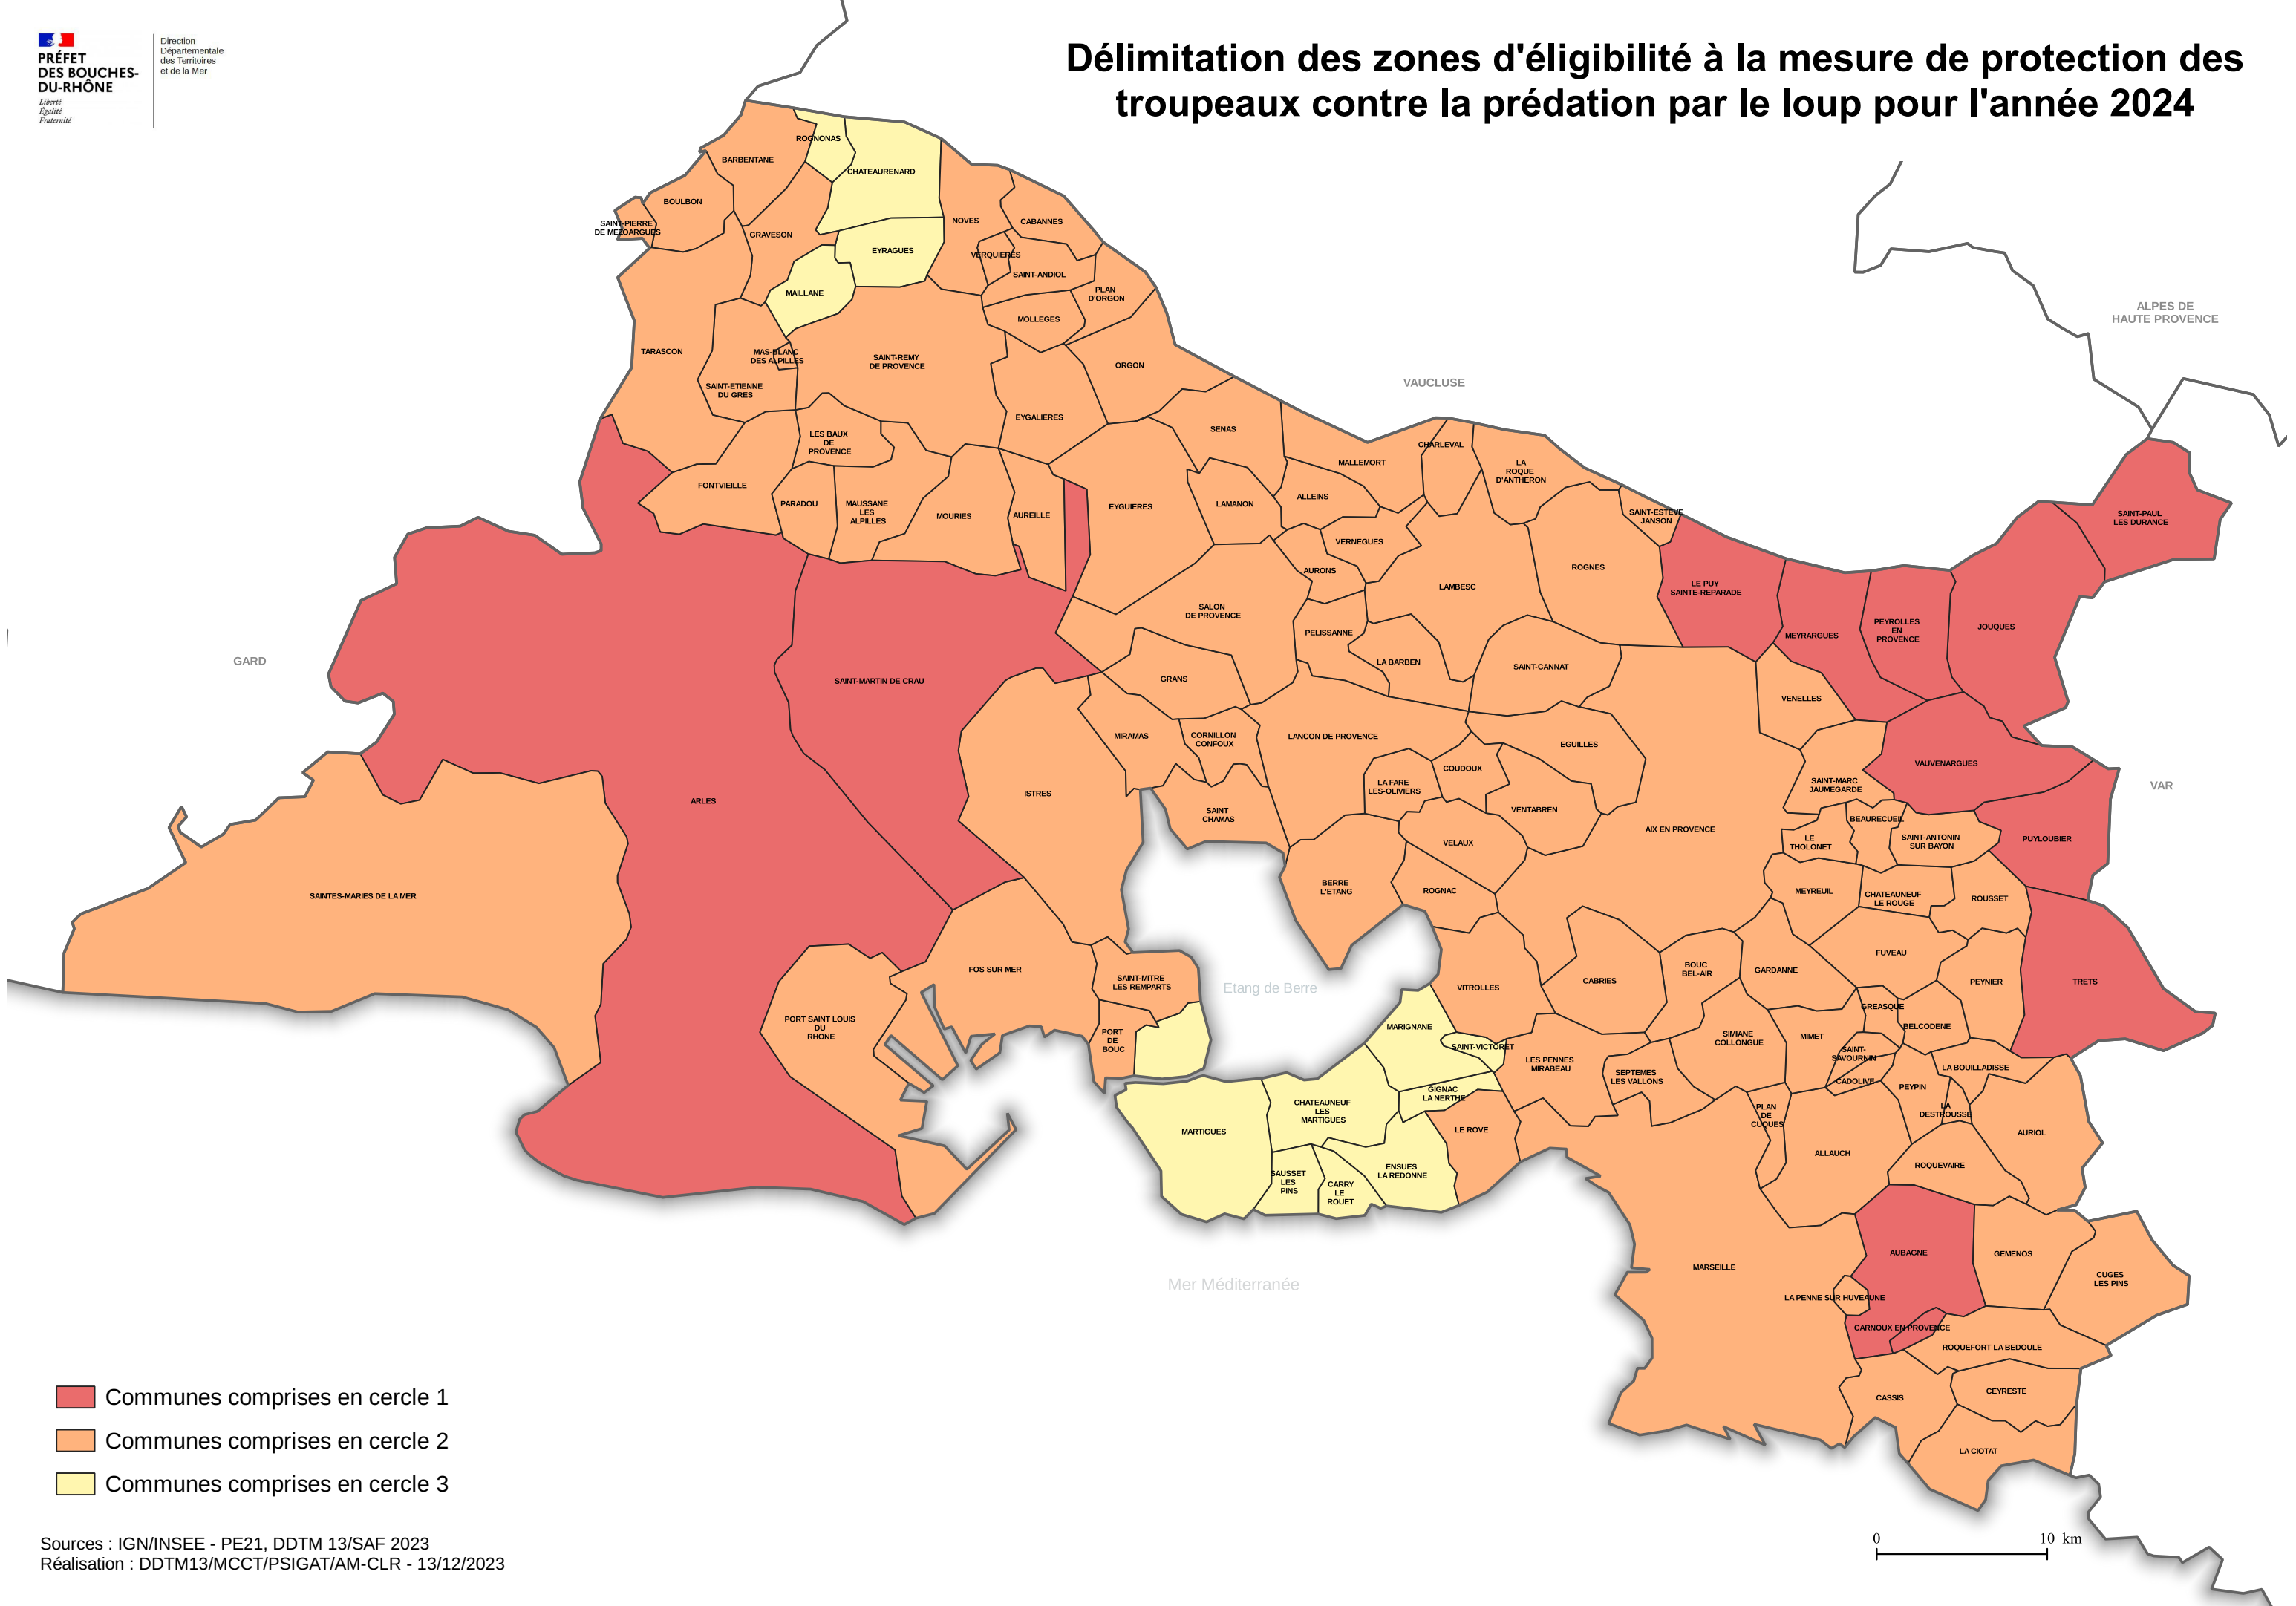 PRÉFET
DES BOUCHES-
DU-RHÔNE
Liberté
Égalité
Fraternité
Direction
Départementale
des Territoires
et de la Mer
Délimitation des zones d'éligibilité à la mesure de protection des
troupeaux contre la prédation par le loup pour l'année 2024
ROGNONAS
BARBENTANE
CHATEAURENARD
BOULBON
SAINT-PIERRE
DE MEZOARGUES
GRAVESON
NOVES
CABANNES
EYRAGUES
VERQUIERES
SAINT-ANDIOL
MAILLANE
PLAN
D'ORGON
MOLLEGES
ALPES DE
HAUTE PROVENCE
TARASCON
MAS-BLANC
DES ALPILLES
SAINT-REMY
DE PROVENCE
ORGON
VAUCLUSE
SAINT-ETIENNE
DU GRES
EYGALIERES
SENAS
LES BAUX
DE
PROVENCE
CHARLEVAL
MALLEMORT
LA
ROQUE
D'ANTHERON
FONTVIEILLE
PARADOU
MAUSSANE
LES
ALPILLES
MOURIES
AUREILLE
EYGUIERES
LAMANON
ALLEINS
SAINT-ESTEVE
JANSON
SAINT-PAUL
LES DURANCE
VERNEGUES
AURONS
ROGNES
LAMBESC
LE PUY
SAINTE-REPARADE
SALON
DE PROVENCE
PELISSANNE
MEYRARGUES
PEYROLLES
EN
PROVENCE
JOUQUES
GARD
LA BARBEN
SAINT-CANNAT
SAINT-MARTIN DE CRAU
GRANS
VENELLES
MIRAMAS
CORNILLON
CONFOUX
LANCON DE PROVENCE
EGUILLES
VAUVENARGUES
COUDOUX
LA FARE
LES-OLIVIERS
SAINT-MARC
JAUMEGARDE
VAR
ISTRES
ARLES
SAINT
CHAMAS
VENTABREN
AIX EN PROVENCE
BEAURECUEIL
LE
THOLONET
SAINT-ANTONIN
SUR BAYON
PUYLOUBIER
VELAUX
BERRE
L'ETANG
ROGNAC
MEYREUIL
CHATEAUNEUF
LE ROUGE
ROUSSET
SAINTES-MARIES DE LA MER
FUVEAU
FOS SUR MER
SAINT-MITRE
LES REMPARTS
Etang de Berre
VITROLLES
CABRIES
BOUC
BEL-AIR
GARDANNE
PEYNIER
TRETS
GREASQUE
PORT SAINT LOUIS
DU
RHONE
PORT
DE
BOUC
MARIGNANE
SAINT-VICTORET
BELCODENE
SIMIANE
COLLONGUE
MIMET
SAINT-
SAVOURNIN
LES PENNES
MIRABEAU
SEPTEMES
LES VALLONS
LA BOUILLADISSE
CADOLIVE
PEYPIN
GIGNAC
LA NERTHE
CHATEAUNEUF
LES
MARTIGUES
PLAN
DE
CUQUES
LA
DESTROUSSE
MARTIGUES
LE ROVE
AURIOL
ALLAUCH
ROQUEVAIRE
ENSUES
LA REDONNE
SAUSSET
LES
PINS
CARRY
LE
ROUET
AUBAGNE
GEMENOS
MARSEILLE
CUGES
LES PINS
Mer Méditerranée
LA PENNE SUR HUVEAUNE
CARNOUX EN PROVENCE
ROQUEFORT LA BEDOULE
CASSIS
CEYRESTE
LA CIOTAT
Communes comprises en cercle 1
Communes comprises en cercle 2
Communes comprises en cercle 3
Sources : IGN/INSEE - PE21, DDTM 13/SAF 2023
Réalisation : DDTM13/MCCT/PSIGAT/AM-CLR - 13/12/2023
0 10 km